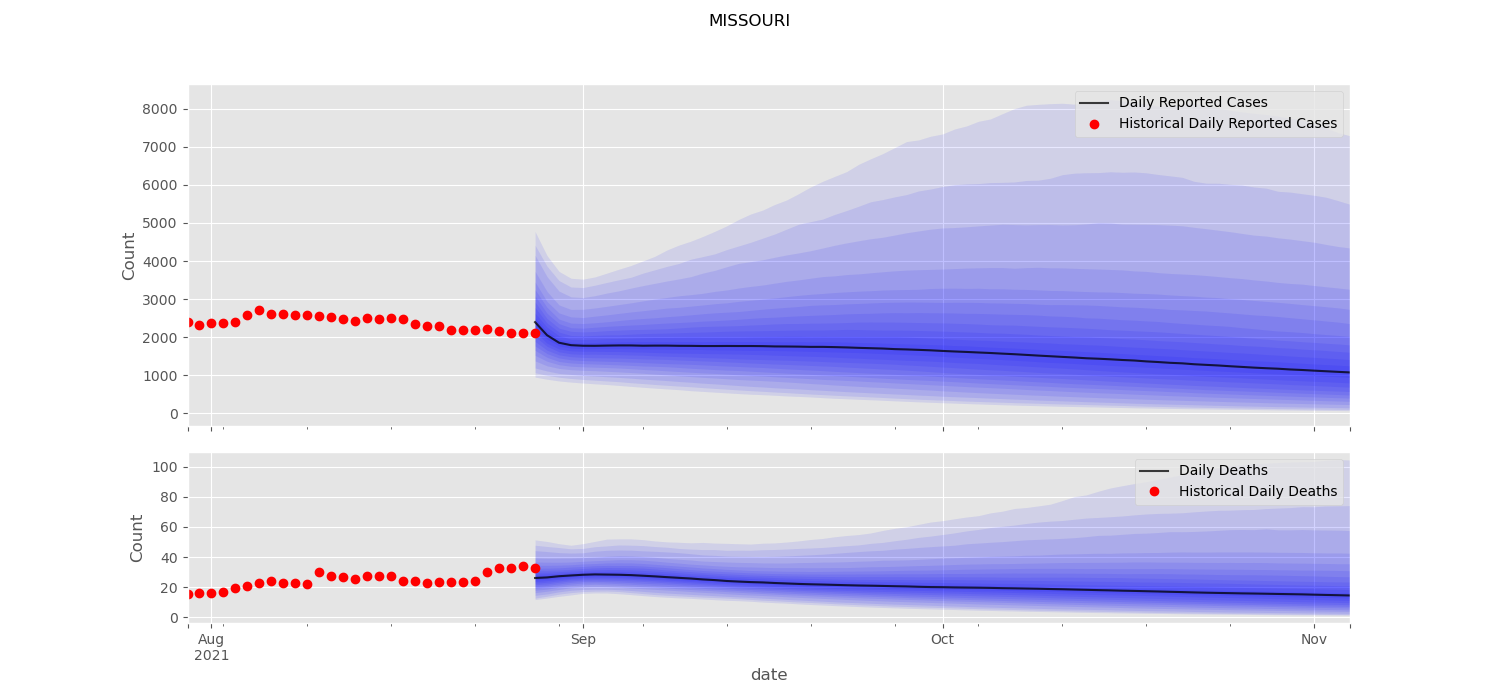 MISSOURI
8000
7000
6000
5000
4000
3000
2000
1000
0
Count
Daily Reported Cases
Historical Daily Reported Cases
100
80
60
40
20
0
Count
Daily Deaths
Historical Daily Deaths
Aug
2021
Sep
Oct
Nov
date